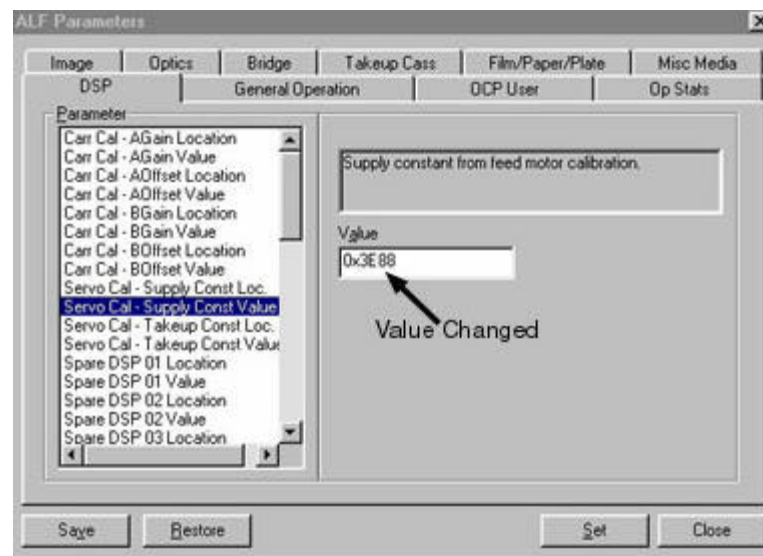 ALF Parameters
Image Optics Bridge Takeup Cass Film/Paper/Plate Misc Media
DSP General Operation OCP User Op Stats
Parameter
Carr Cal - AGain Location
Carr Cal - AGain Value
Carr Cal - AOffset Location
Carr Cal - AOffset Value
Carr Cal - BGain Location
Carr Cal - BGain Value
Carr Cal - BOffset Location
Carr Cal - BOffset Value
Servo Cal - Supply Const Loc.
Servo Cal - Supply Const Value
Servo Cal - Takeup Const Loc.
Servo Cal - Takeup Const Value
Spare DSP 01 Location
Spare DSP 01 Value
Spare DSP 02 Location
Spare DSP 02 Value
Spare DSP 03 Location
Supply constant from feed motor calibration.
Value
0x3E88
Value Changed
Save Restore Set Close